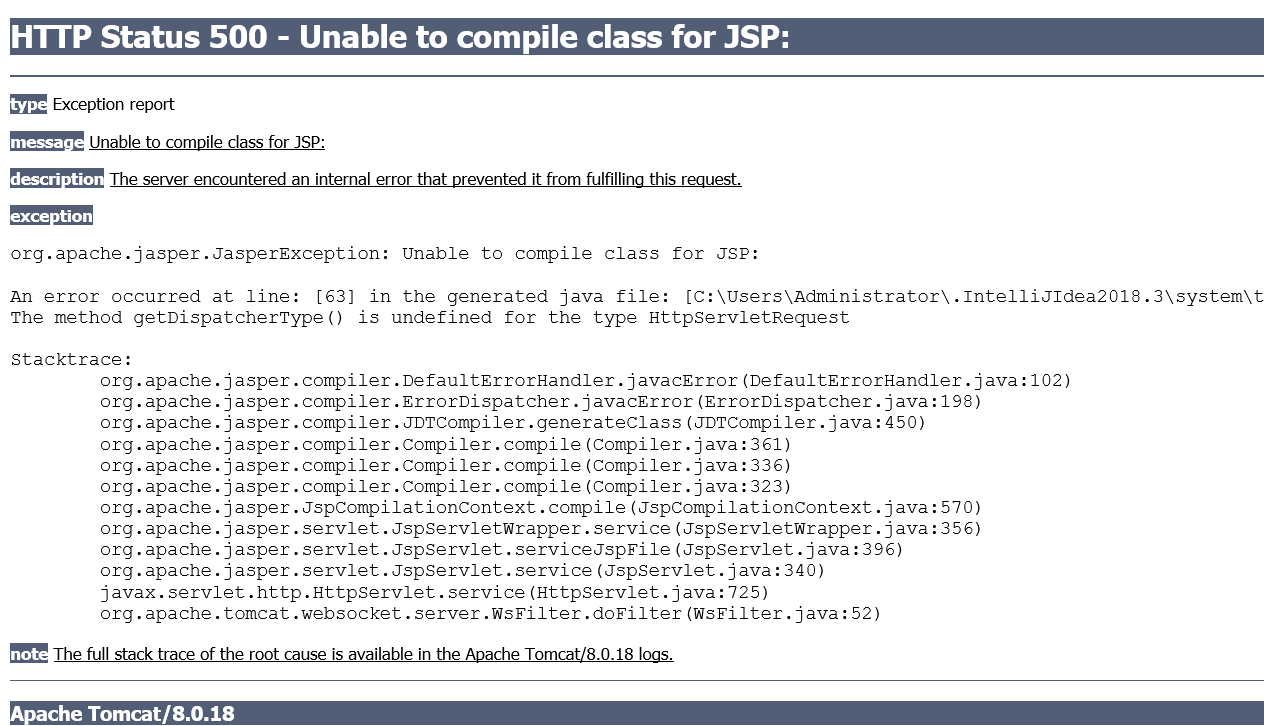 HTTP Status 500 - Unable to compile class for JSP:
type Exception report
message Unable to compile class for JSP:
description The server encountered an internal error that prevented it from fulfilling this request.
exception
org.apache.jasper.JasperException: Unable to compile class for JSP:
An error occurred at line: [63] in the generated java file: [C:\Users\Administrator\.IntelliJIdea2018.3\system\t
The method getDispatcherType() is undefined for the type HttpServletRequest
Stacktrace:
org.apache.jasper.compiler.DefaultErrorHandler.javacError(DefaultErrorHandler.java:102)
org.apache.jasper.compiler.ErrorDispatcher.javacError(ErrorDispatcher.java:198)
org.apache.jasper.compiler.JDTCompiler.generateClass(JDTCompiler.java:450)
org.apache.jasper.compiler.Compiler.compile(Compiler.java:361)
org.apache.jasper.compiler.Compiler.compile(Compiler.java:336)
org.apache.jasper.compiler.Compiler.compile(Compiler.java:323)
org.apache.jasper.JspCompilationContext.compile(JspCompilationContext.java:570)
org.apache.jasper.servlet.JspServletWrapper.service(JspServletWrapper.java:356)
org.apache.jasper.servlet.JspServlet.serviceJspFile(JspServlet.java:396)
org.apache.jasper.servlet.JspServlet.service(JspServlet.java:340)
javax.servlet.http.HttpServlet.service(HttpServlet.java:725)
org.apache.tomcat.websocket.server.WsFilter.doFilter(WsFilter.java:52)
note The full stack trace of the root cause is available in the Apache Tomcat/8.0.18 logs.
Apache Tomcat/8.0.18